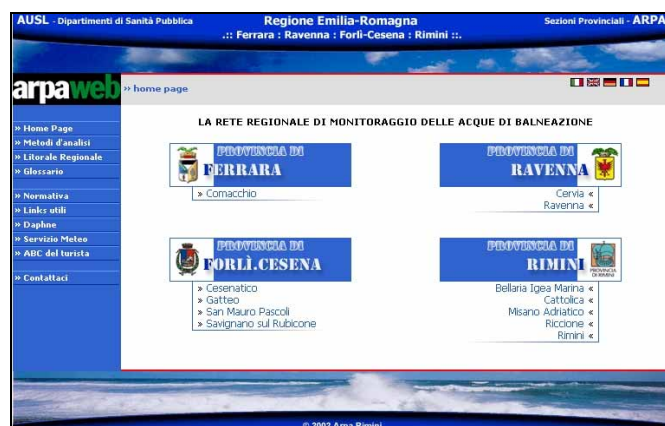 AUSL - Dipartimenti di Sanità Pubblica
Regione Emilia-Romagna
Sezioni Provinciali - ARPA
.:: Ferrara : Ravenna : Forlì-Cesena : Rimini ::.
arpaweb
» home page
» Home Page
» Metodi d'analisi
» Litorale Regionale
» Glossario
» Normativa
» Links utili
» Daphne
» Servizio Meteo
» ABC del turista
» Contattaci
LA RETE REGIONALE DI MONITORAGGIO DELLE ACQUE DI BALNEAZIONE
PROVINCIA DI
FERRARA
» Comacchio
PROVINCIA DI
RAVENNA
Cervia «
Ravenna «
PROVINCIA DI
FORLÌ.CESENA
» Cesenatico
» Gatteo
» San Mauro Pascoli
» Savignano sul Rubicone
PROVINCIA DI
RIMINI
PROVINCIA
DI RIMINI
Bellaria Igea Marina «
Cattolica «
Misano Adriatico «
Riccione «
Rimini «
© 2002 Arpa Rimini